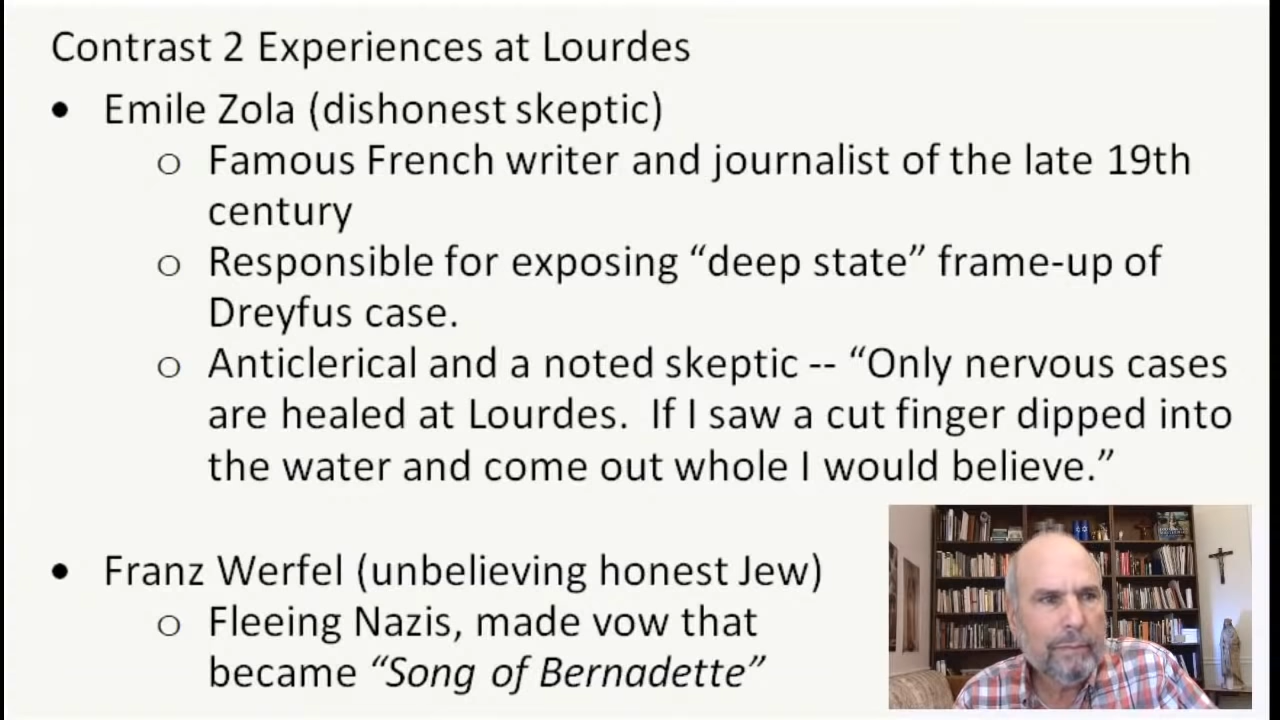 Contrast 2 Experiences at Lourdes
• Emile Zola (dishonest skeptic)
o Famous French writer and journalist of the late 19th
century
o Responsible for exposing “deep state” frame-up of
Dreyfus case.
o Anticlerical and a noted skeptic -- “Only nervous cases
are healed at Lourdes.  If I saw a cut finger dipped into
the water and come out whole I would believe.”
• Franz Werfel (unbelieving honest Jew)
o Fleeing Nazis, made vow that
became “Song of Bernadette”